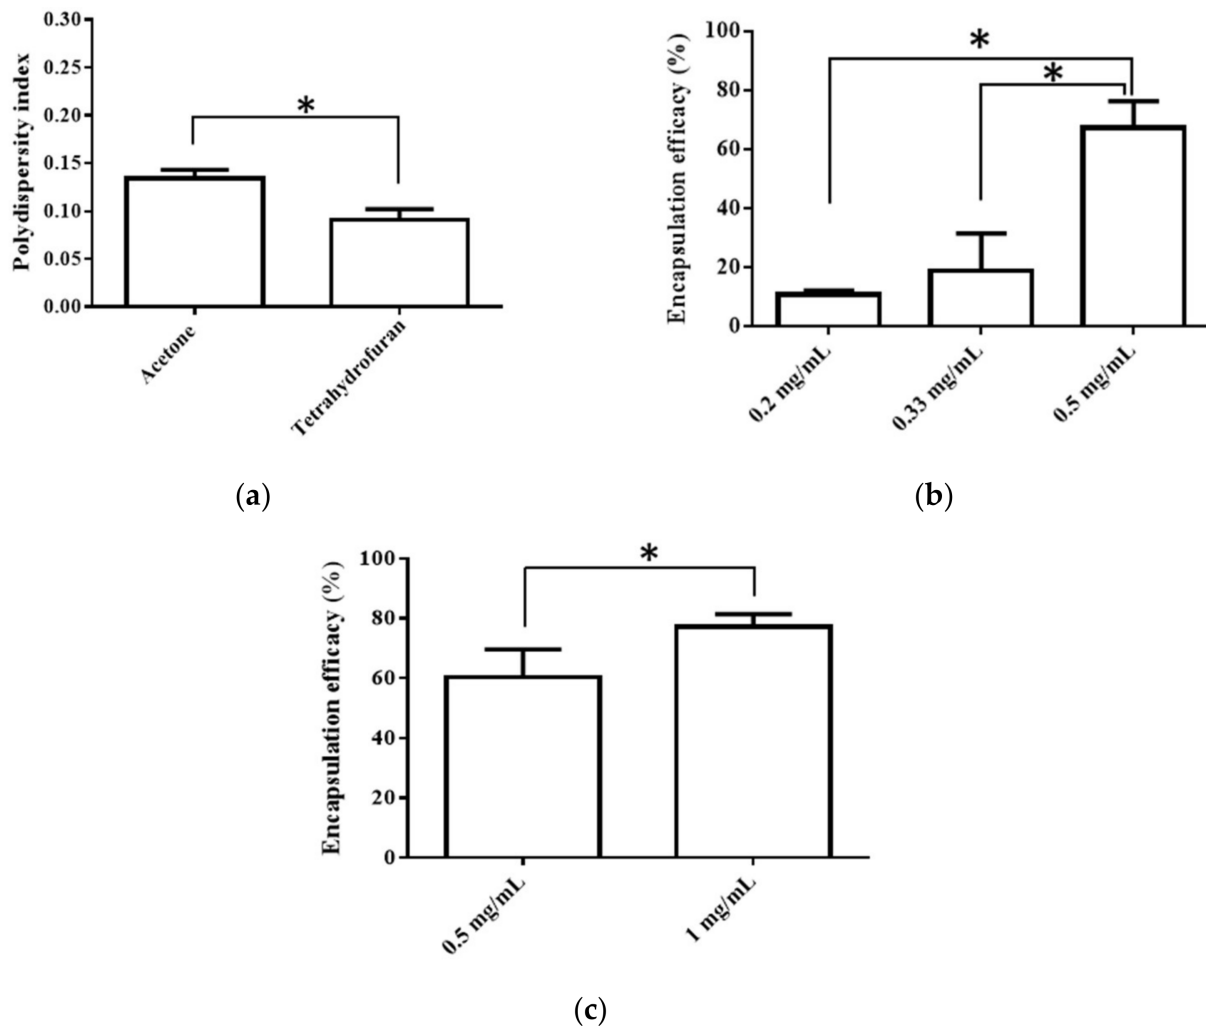 Polydispersity index
0.30
0.25
0.20
0.15
0.10
0.05
0.00
*
Acetone
Tetrahydrofuran
(a)
Encapsulation efficacy (%)
100
80
60
40
20
0
*
*
0.2 mg/mL
0.33 mg/mL
0.5 mg/mL
(b)
Encapsulation efficacy (%)
100
80
60
40
20
0
*
0.5 mg/mL
1 mg/mL
(c)